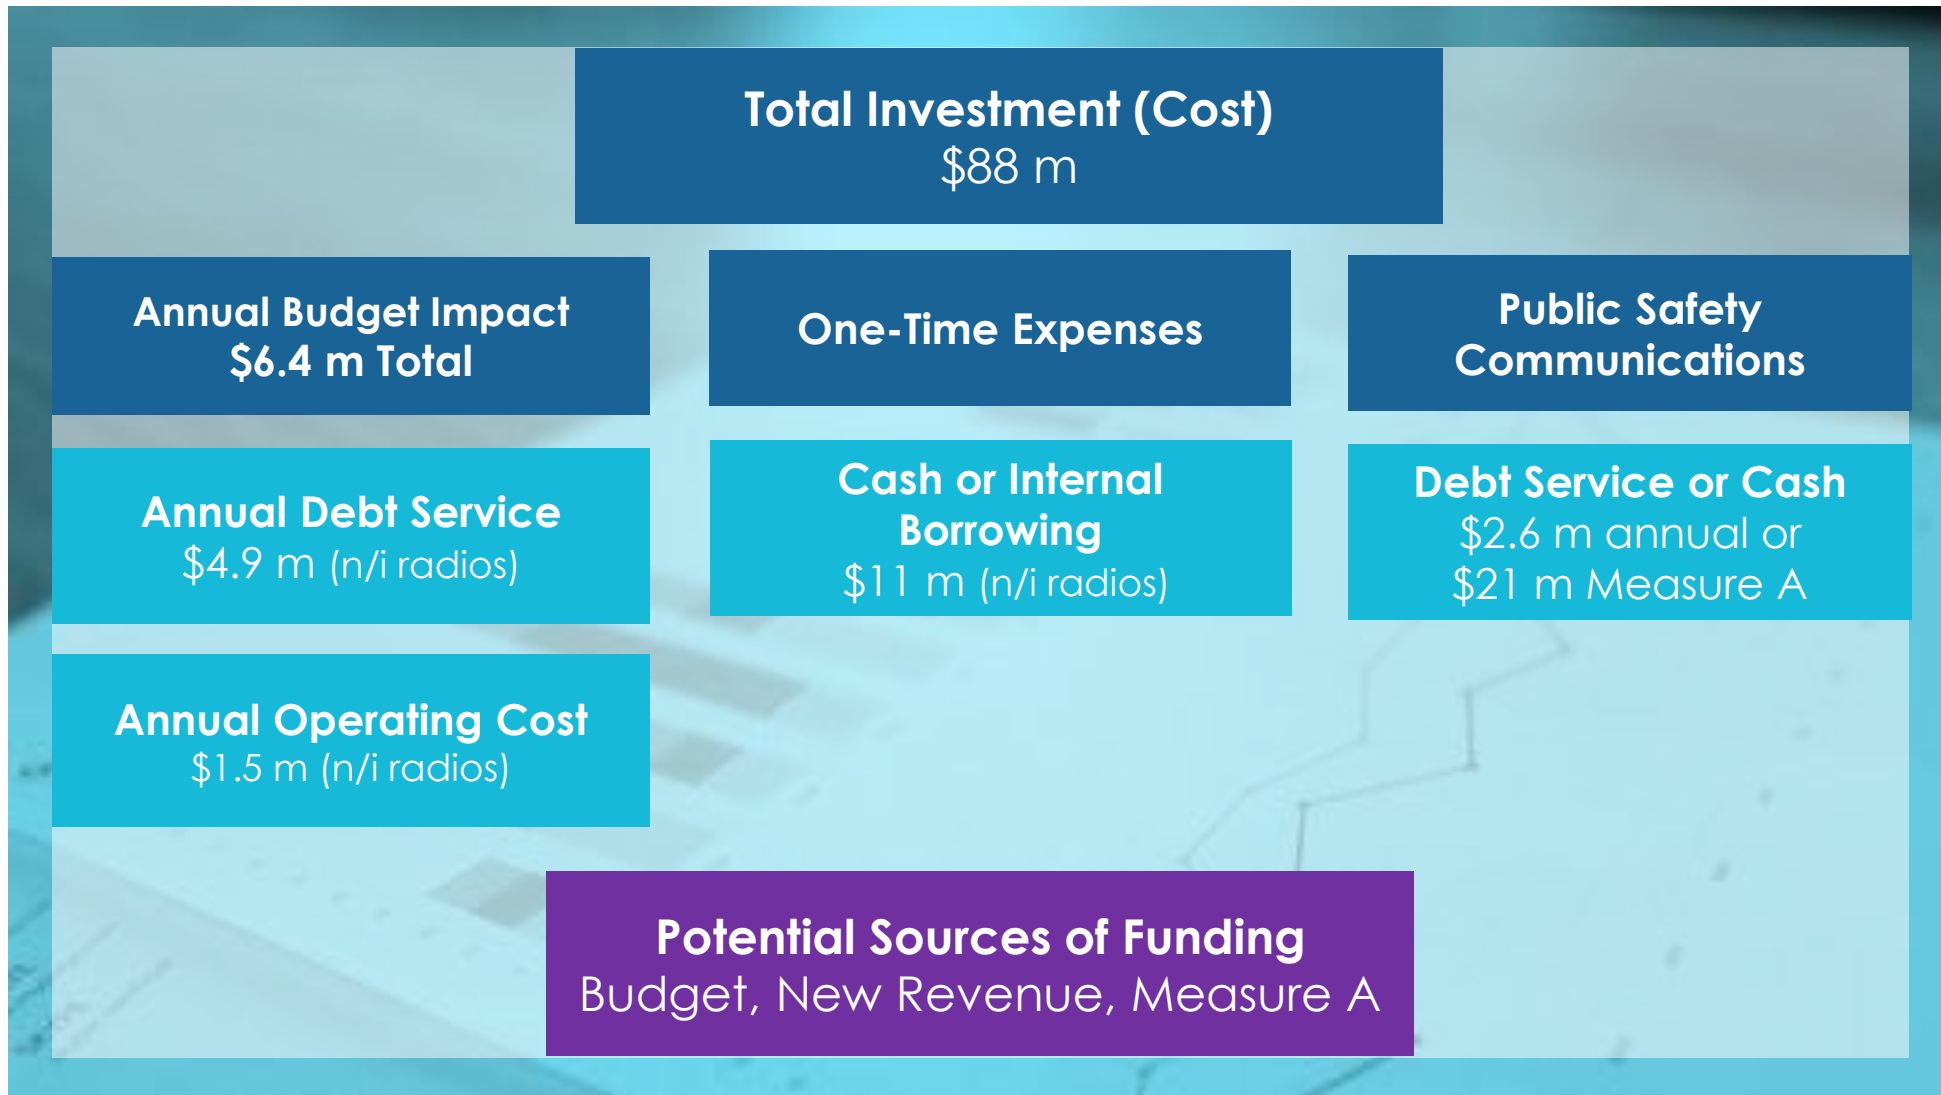 Total Investment (Cost)
$88 m
Annual Budget Impact
$6.4 m Total
One-Time Expenses
Public Safety
Communications
Annual Debt Service
$4.9 m (n/i radios)
Cash or Internal
Borrowing
$11 m (n/i radios)
Debt Service or Cash
$2.6 m annual or
$21 m Measure A
Annual Operating Cost
$1.5 m (n/i radios)
Potential Sources of Funding
Budget, New Revenue, Measure A